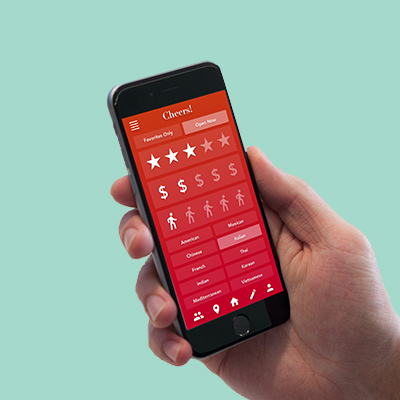 Cheers!
Favorites Only
Open Now
$ $ $ $ $
American
Mexican
Chinese
Italian
French
Thai
Indian
Korean
Mediterranean
Vietnamese